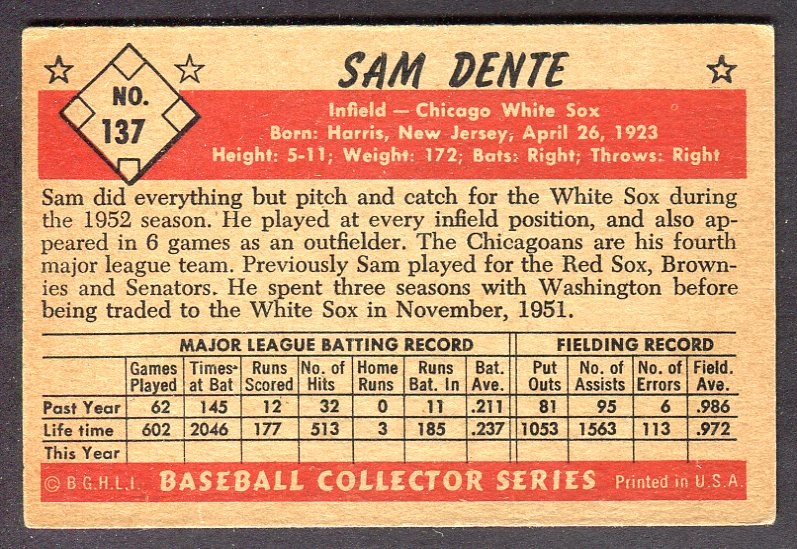 SAM DENTE
NO.
137
Infield — Chicago White Sox
Born: Harris, New Jersey, April 26, 1923
Height: 5-11; Weight: 172; Bats: Right; Throws: Right
Sam did everything but pitch and catch for the White Sox during
the 1952 season. He played at every infield position, and also ap-
peared in 6 games as an outfielder. The Chicagoans are his fourth
major league team. Previously Sam played for the Red Sox, Brown-
ies and Senators. He spent three seasons with Washington before
being traded to the White Sox in November, 1951.
MAJOR LEAGUE BATTING RECORD FIELDING RECORD
Games Times Runs No. of Home Runs Bat. Put No. of No. of Field.
Played at Bat Scored Hits Runs Bat. In Ave. Outs Assists Errors Ave.
Past Year 62 145 12 32 0 11 .211 81 95 6 .986
Life time 602 2046 177 513 3 185 .237 1053 1563 113 .972
This Year
© B.G.H.L.I. BASEBALL COLLECTOR SERIES Printed in U.S.A.